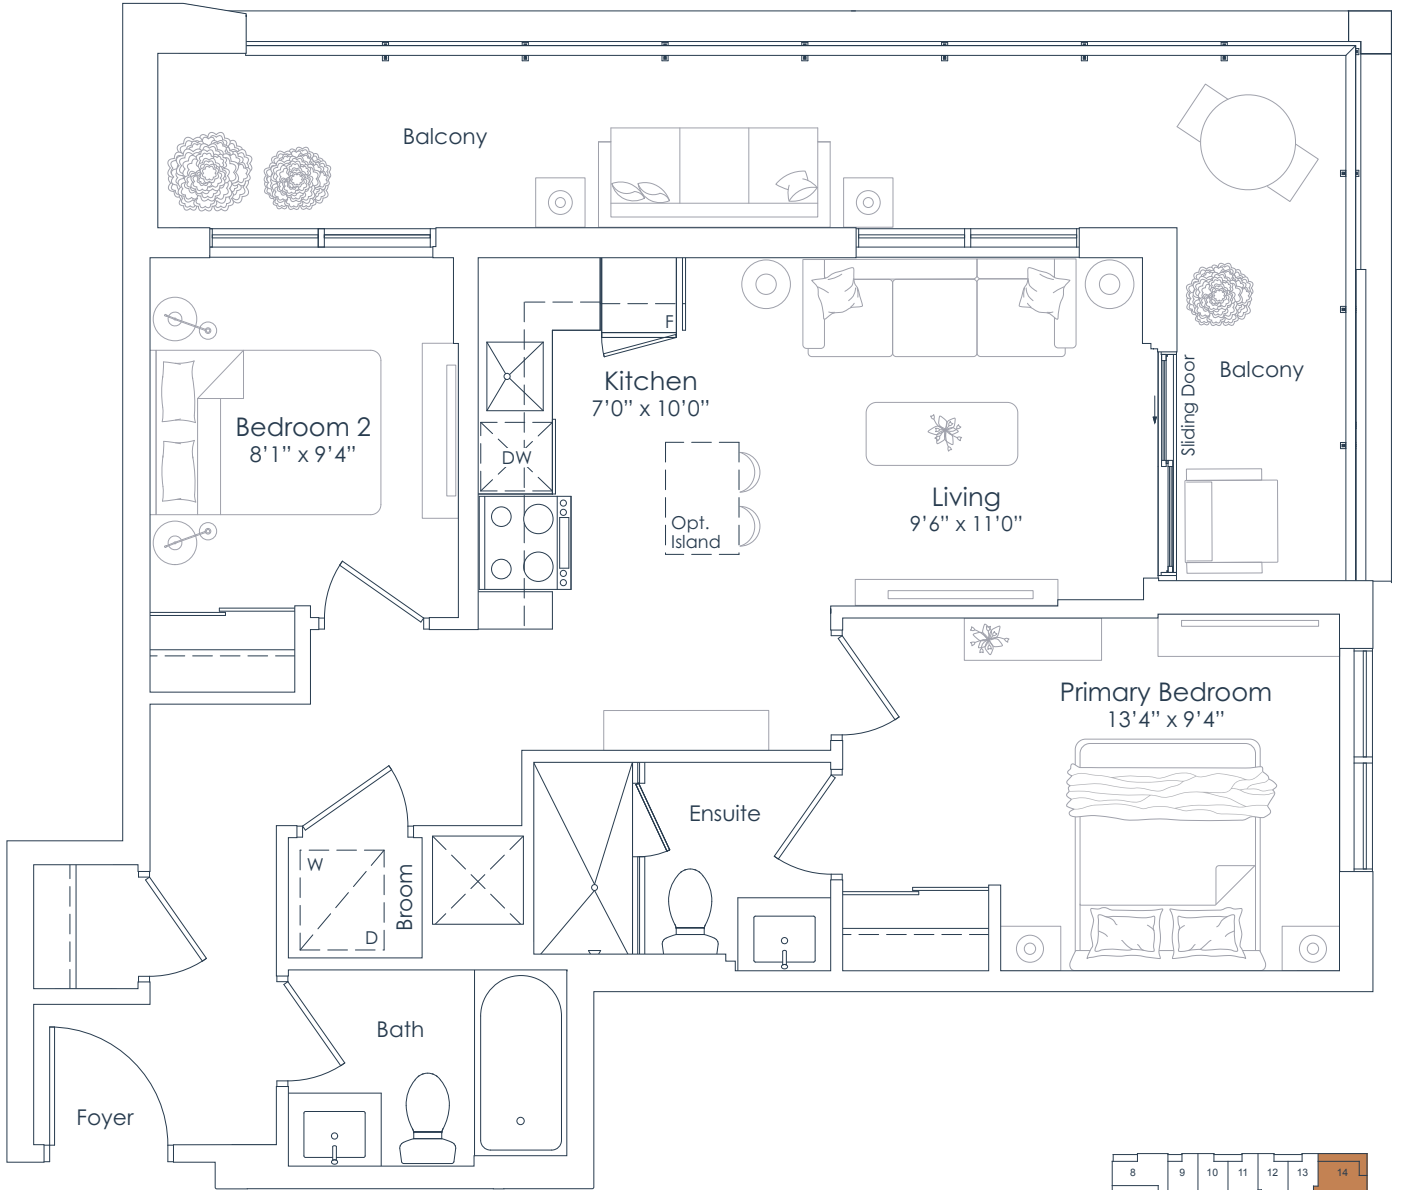 Balcony
F
Kitchen
7’0” x 10’0”
Sliding Door
Balcony
Bedroom 2
8’1” x 9’4”
DW
Living
9’6” x 11’0”
Opt.
Island
Primary Bedroom
13’4” x 9’4”
Ensuite
W
D
Broom
Bath
Foyer
8 9 10 11 12 13 14